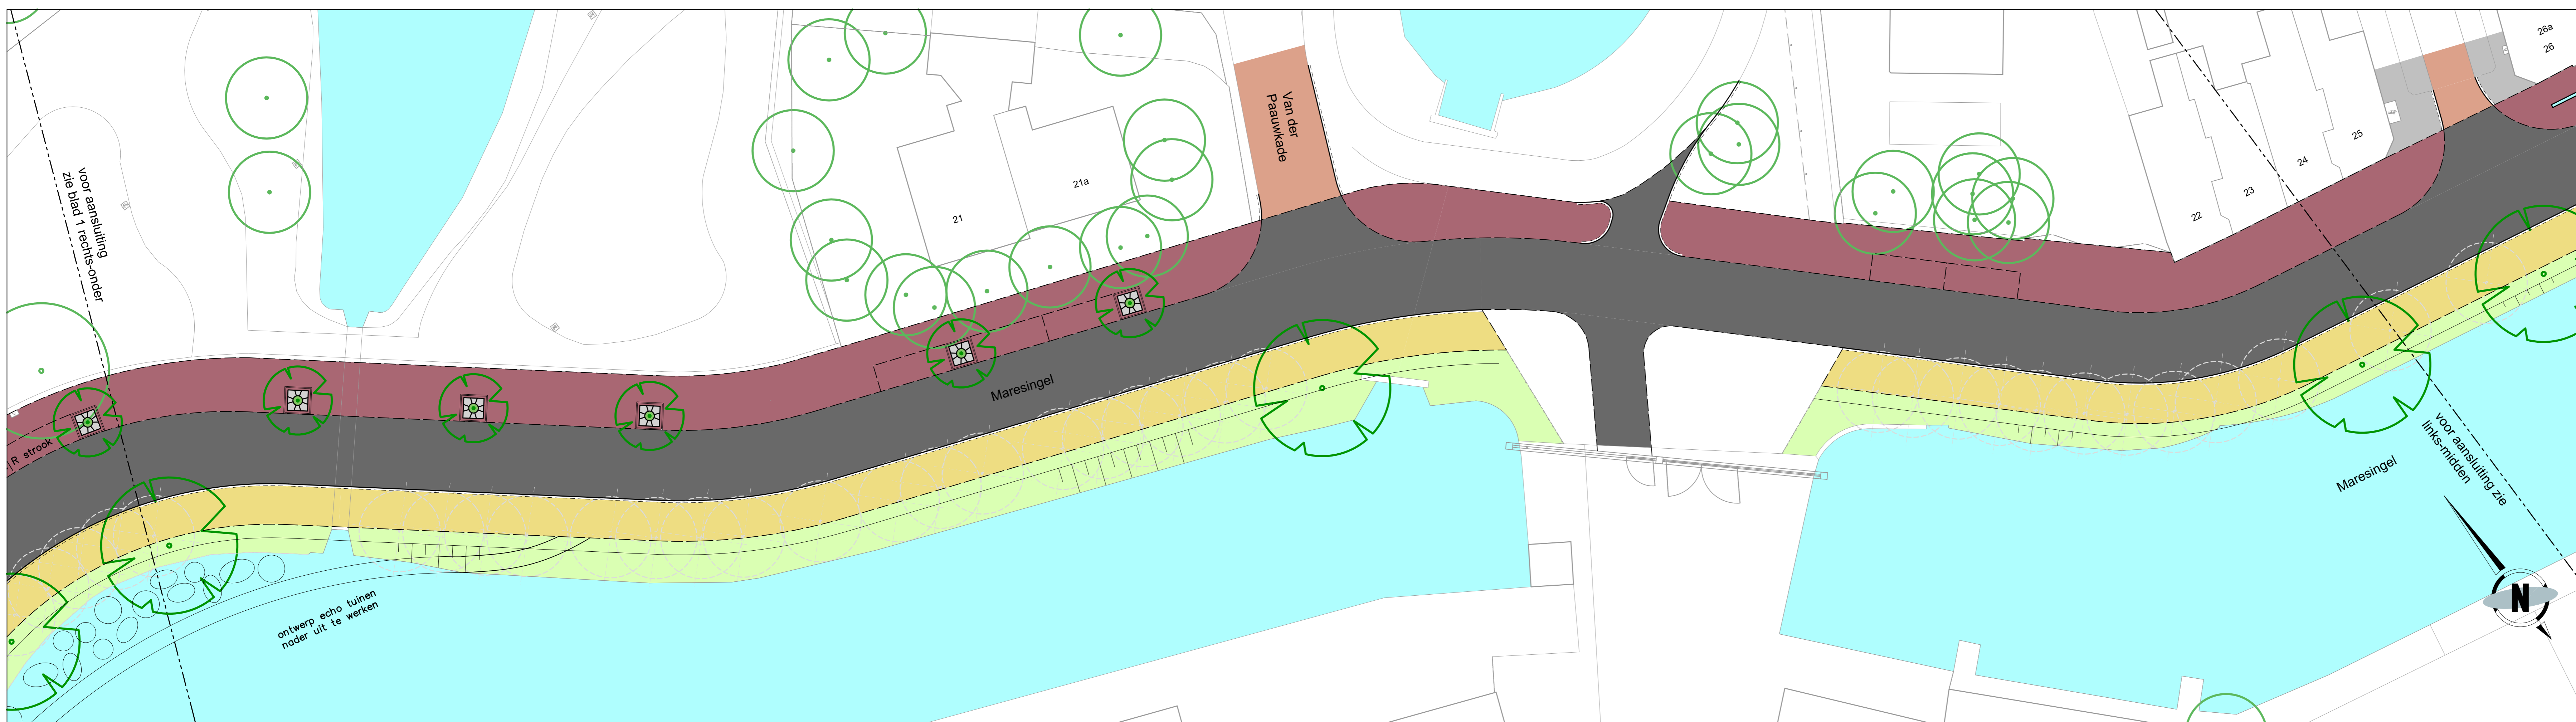 voor aansluiting
zie blad 1 rechts-onder
R strook
ontwerp echo tuinen
nader uit te werken
21
21a
Maresingel
Van der
Paauwkade
22
23
24
25
26a
26
Maresingel
voor aansluiting zie
links-midden
N